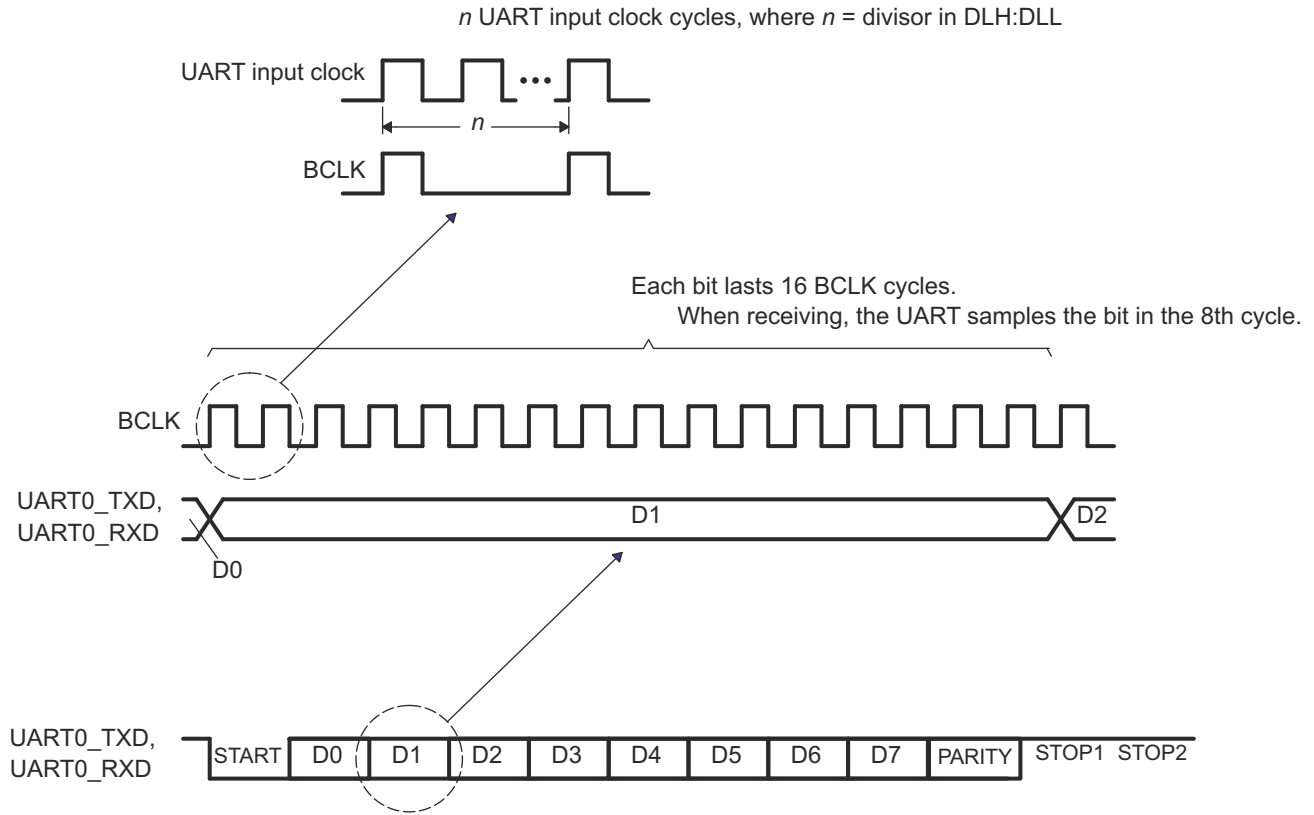 n UART input clock cycles, where n = divisor in DLH:DLL
UART input clock
n
BCLK
Each bit lasts 16 BCLK cycles.
When receiving, the UART samples the bit in the 8th cycle.
BCLK
UART0_TXD,
UART0_RXD
D1
D2
D0
UART0_TXD,
UART0_RXD
START D0 D1 D2 D3 D4 D5 D6 D7 PARITY STOP1 STOP2